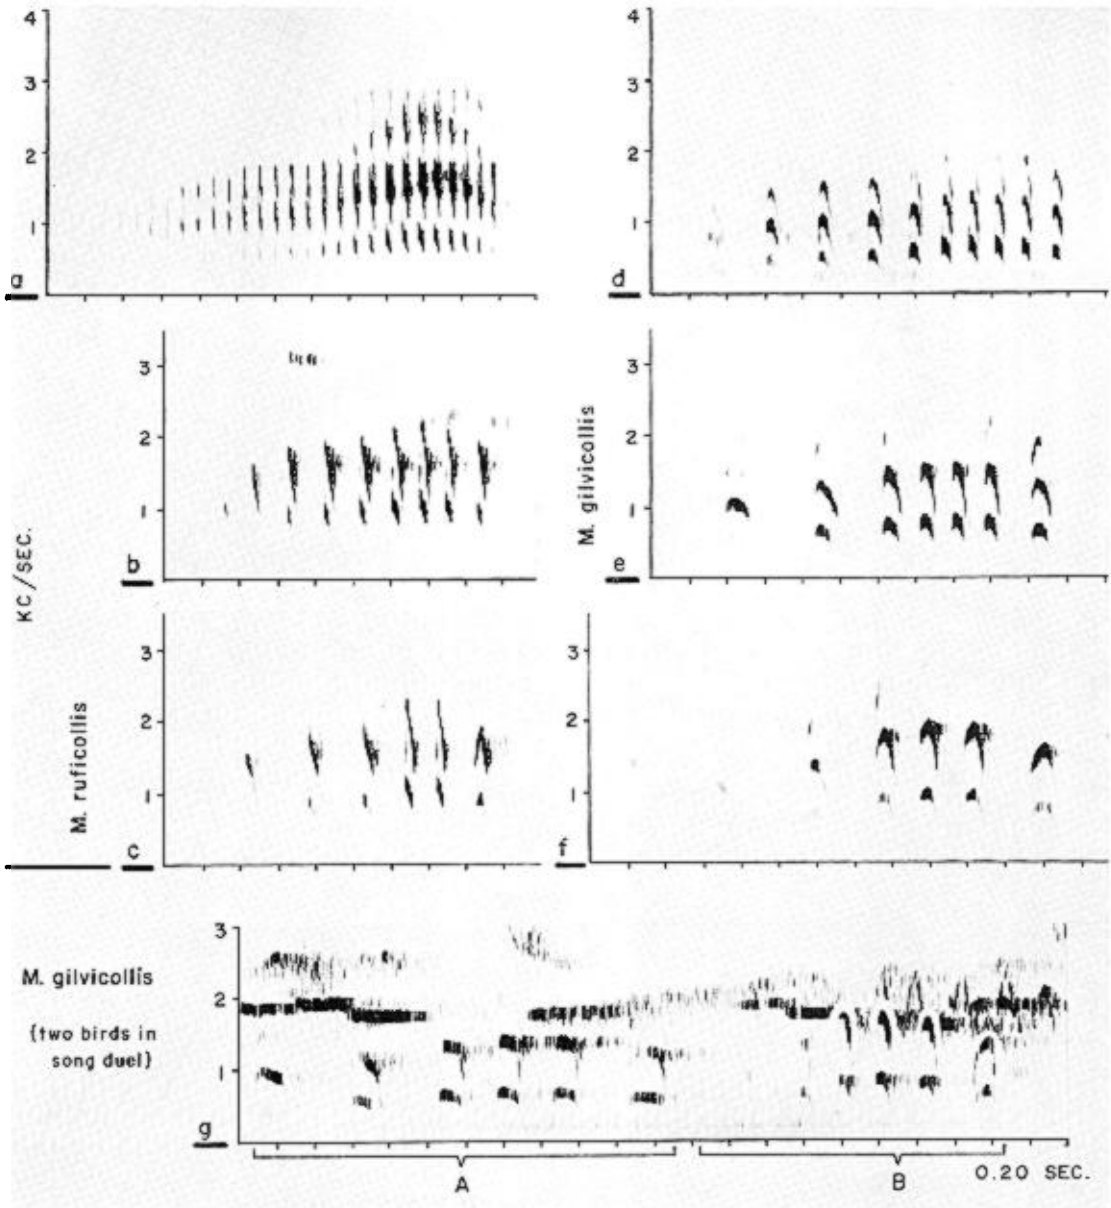 4
3
2
1
a
4
3
2
1
d
3
2
1
b
3
2
1
e
M. gilvicollis
KC/SEC.
3
2
1
c
M. ruficollis
3
2
1
f
3
2
1
g
M. gilvicollis
(two birds in
song duel)
A
B
0.20 SEC.